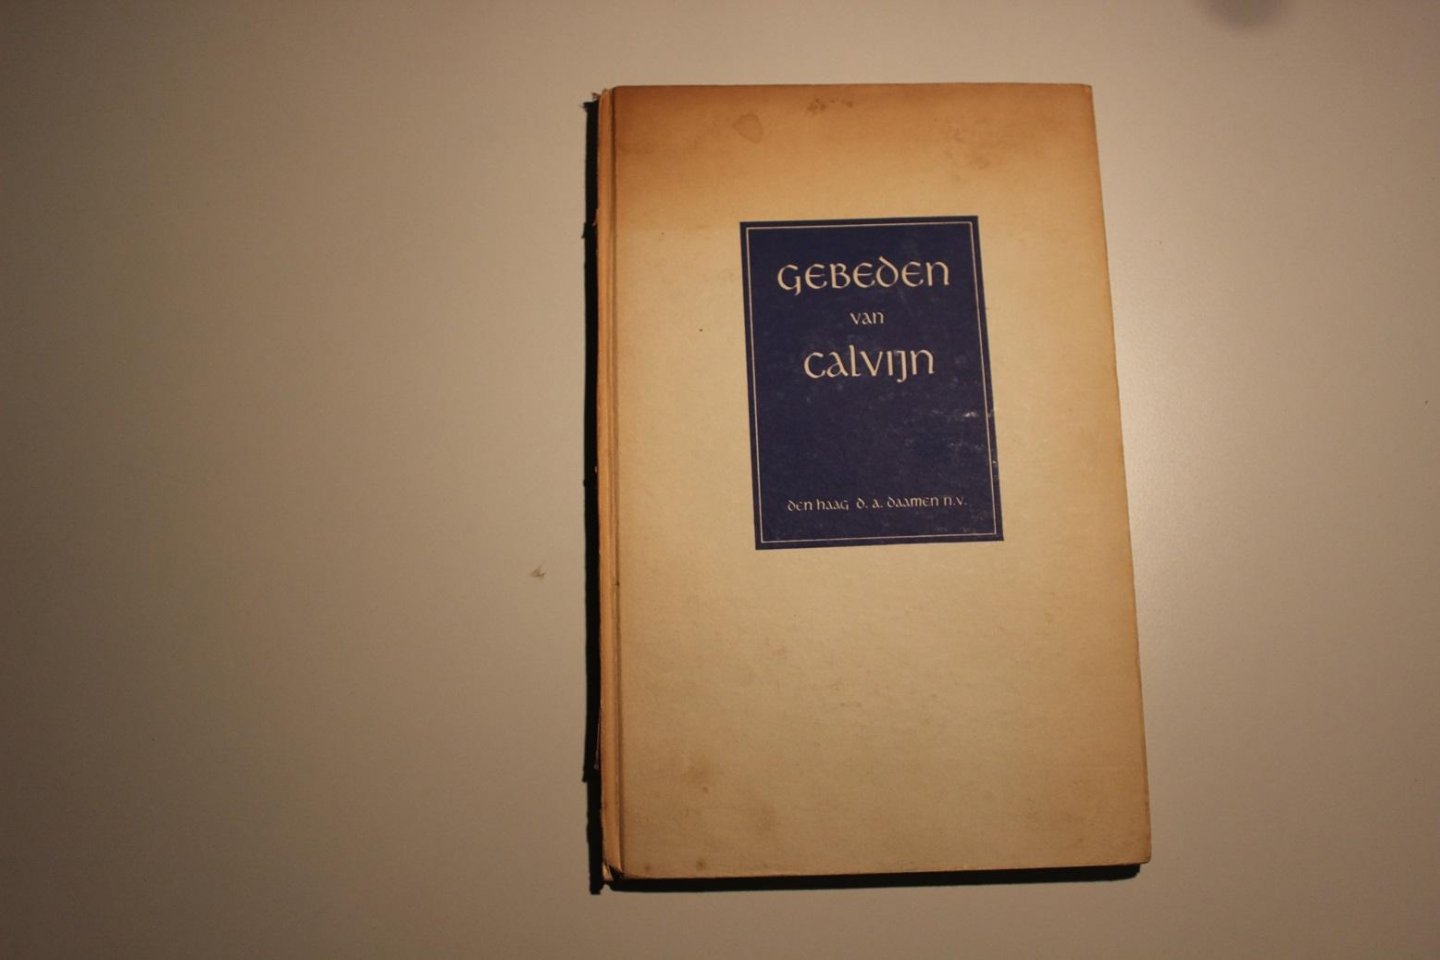 GEBEDEN
van
CALVIJN
den haag d. a. daamen n.v.